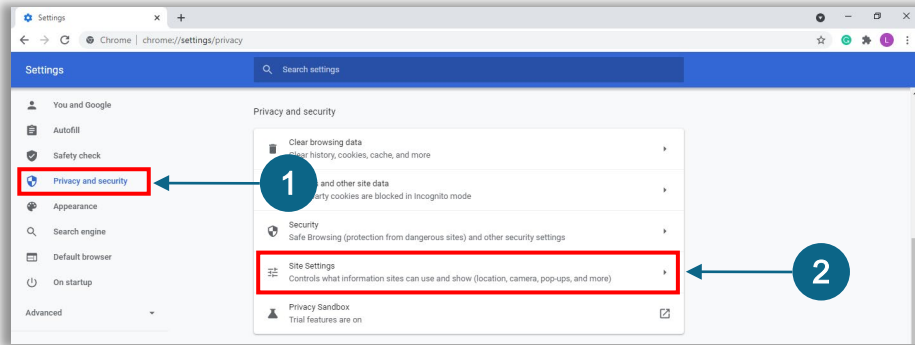 Settings
Chrome | chrome://settings/privacy
L
Settings
Search settings
You and Google
Autofill
Safety check
Privacy and security
Appearance
Search engine
Default browser
On startup
Advanced
Privacy and security
Clear browsing data
Clear history, cookies, cache, and more
and other site data
party cookies are blocked in Incognito mode
Security
Safe Browsing (protection from dangerous sites) and other security settings
Site Settings
Controls what information sites can use and show (location, camera, pop-ups, and more)
Privacy Sandbox
Trial features are on
1
2